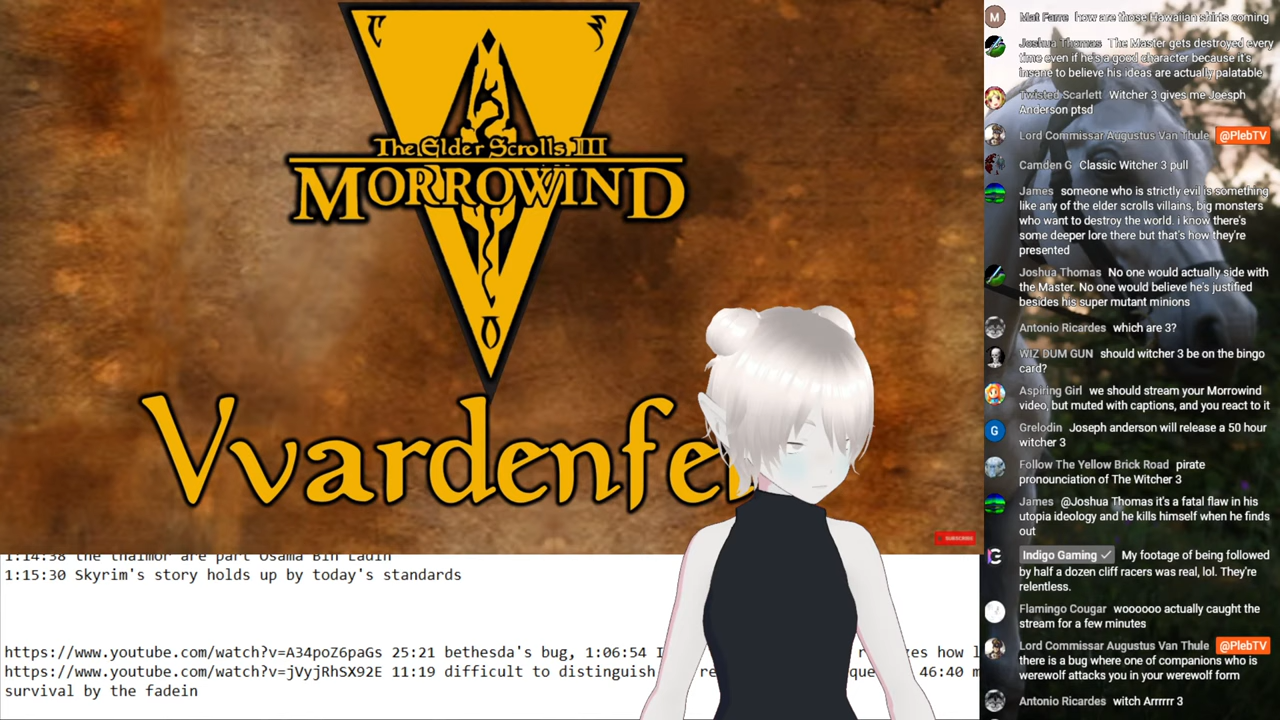 The Elder Scrolls III
MORROWIND
Vvardenfe
SUBSCRIBE
1:14:38 the thalmor are part Osama Bin Ladin
1:15:30 Skyrim's story holds up by today's standards
https://www.youtube.com/watch?v=A34poZ6paGs 25:21 bethesda's bug, 1:06:54 I
https://www.youtube.com/watch?v=jVyjRhSX92E 11:19 difficult to distinguish 46:40
survival by the fadein
M Mat Fame how are those Hawaiian shirts coming
Joshua Thomas The Master gets destroyed every
time even if he's a good character because it's
insane to believe his ideas are actually palatable
Twisted Scarlett Witcher 3 gives me Joesph
Anderson ptsd
Lord Commissar Augustus Van Thule @PlebTV
Camden G Classic Witcher 3 pull
James someone who is strictly evil is something
like any of the elder scrolls villains, big monsters
who want to destroy the world. i know there's
some deeper lore there but that's how they're
presented
Joshua Thomas No one would actually side with
the Master. No one would believe he's justified
besides his super mutant minions
Antonio Ricardes which are 3?
WIZ DUM GUN should witcher 3 be on the bingo
card?
Aspiring Girl we should stream your Morrowind
video, but muted with captions, and you react to it
G Grelodin Joseph anderson will release a 50 hour
witcher 3
Follow The Yellow Brick Road pirate
pronunciation of The Witcher 3
James @Joshua Thomas it's a fatal flaw in his
utopia ideology and he kills himself when he finds
out
Indigo Gaming ✓ My footage of being followed
by half a dozen cliff racers was real, lol. They're
relentless.
Flamingo Cougar woooooo actually caught the
stream for a few minutes
Lord Commissar Augustus Van Thule @PlebTV
there is a bug where one of companions who is
werewolf attacks you in your werewolf form
Antonio Ricardes witch Arrrrrr 3